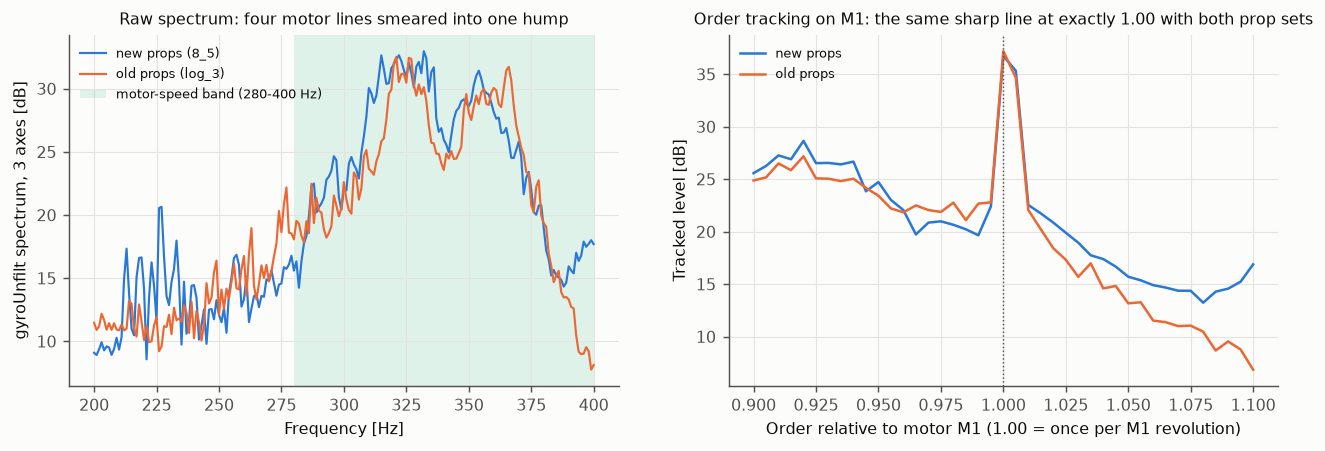 Raw spectrum: four motor lines smeared into one hump
gyroUnfilt spectrum, 3 axes [dB]
new props (8_5)
old props (log_3)
motor-speed band (280-400 Hz)
30
25
20
15
10
200 225 250 275 300 325 350 375 400
Frequency [Hz]
Order tracking on M1: the same sharp line at exactly 1.00 with both prop sets
Tracked level [dB]
new props
old props
35
30
25
20
15
10
0.900 0.925 0.950 0.975 1.000 1.025 1.050 1.075 1.100
Order relative to motor M1 (1.00 = once per M1 revolution)